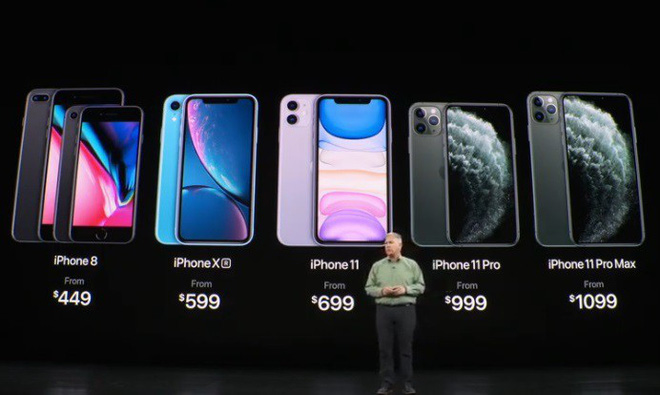 iPhone 8
From
$449
iPhone XR
From
$599
iPhone 11
From
$699
iPhone 11 Pro
From
$999
iPhone 11 Pro Max
From
$1099